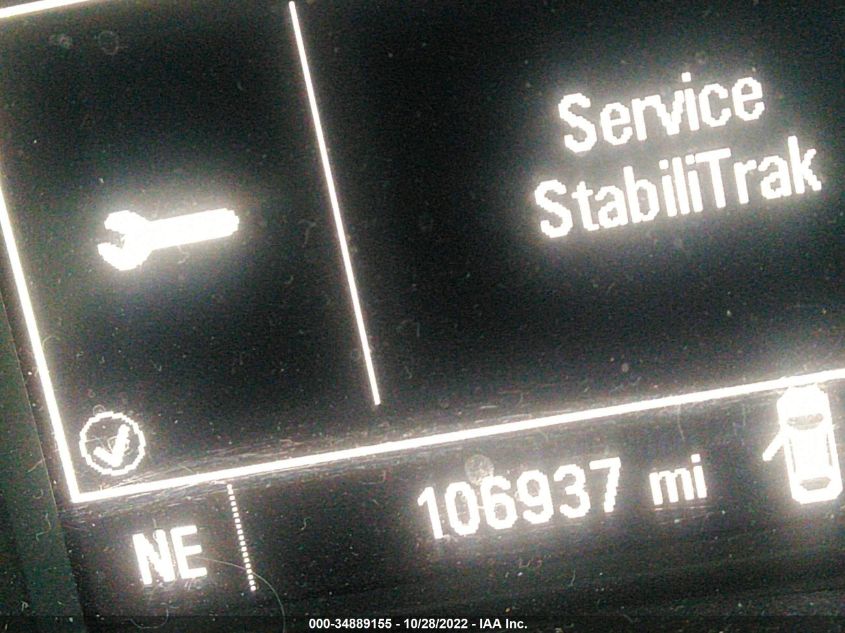 Service
StabiliTrak
NE
106937 mi
000-34889155 - 10/28/2022 - IAA Inc.